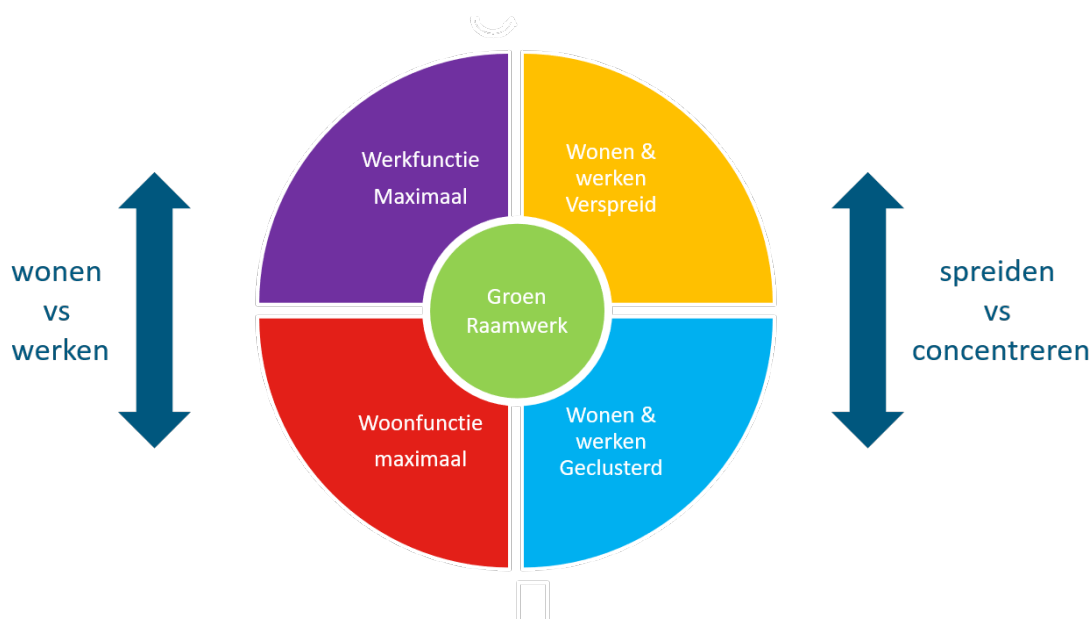 Werkfunctie
Maximaal
Wonen &
werken
Verspreid
wonen
vs
werken
Groen
Raamwerk
spreiden
vs
concentreren
Woonfunctie
maximaal
Wonen &
werken
Geclusterd